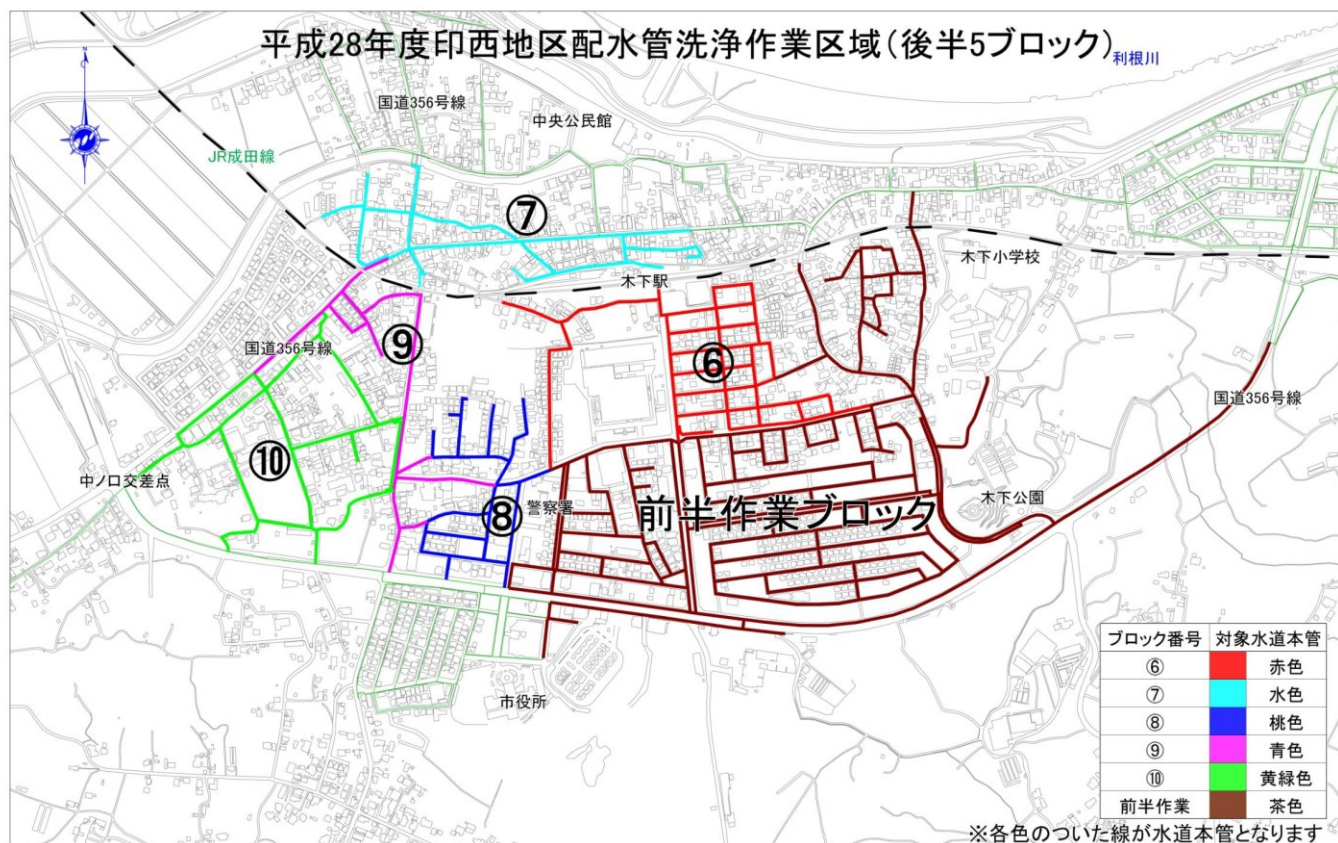 平成28年度印西地区配水管洗浄作業区域(後半5ブロック)
利根川
N
国道356号線
中央公民館
JR成田線
⑦
木下駅
木下小学校
国道356号線
⑨
⑥
国道356号線
⑩
中ノ口交差点
⑧
警察署
前半作業ブロック
木下公園
市役所
ブロック番号 対象水道本管
⑥ 赤色
⑦ 水色
⑧ 桃色
⑨ 青色
⑩ 黄緑色
前半作業 茶色
※各色のついた線が水道本管となります